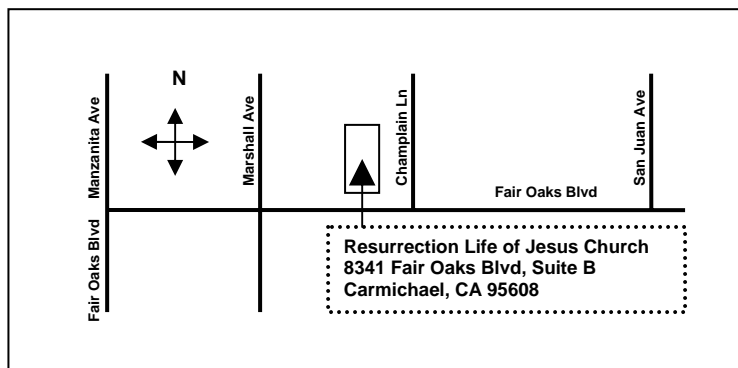 N
Manzanita Ave
Marshall Ave
Champlain Ln
San Juan Ave
Fair Oaks Blvd
Fair Oaks Blvd
Resurrection Life of Jesus Church
8341 Fair Oaks Blvd, Suite B
Carmichael, CA 95608